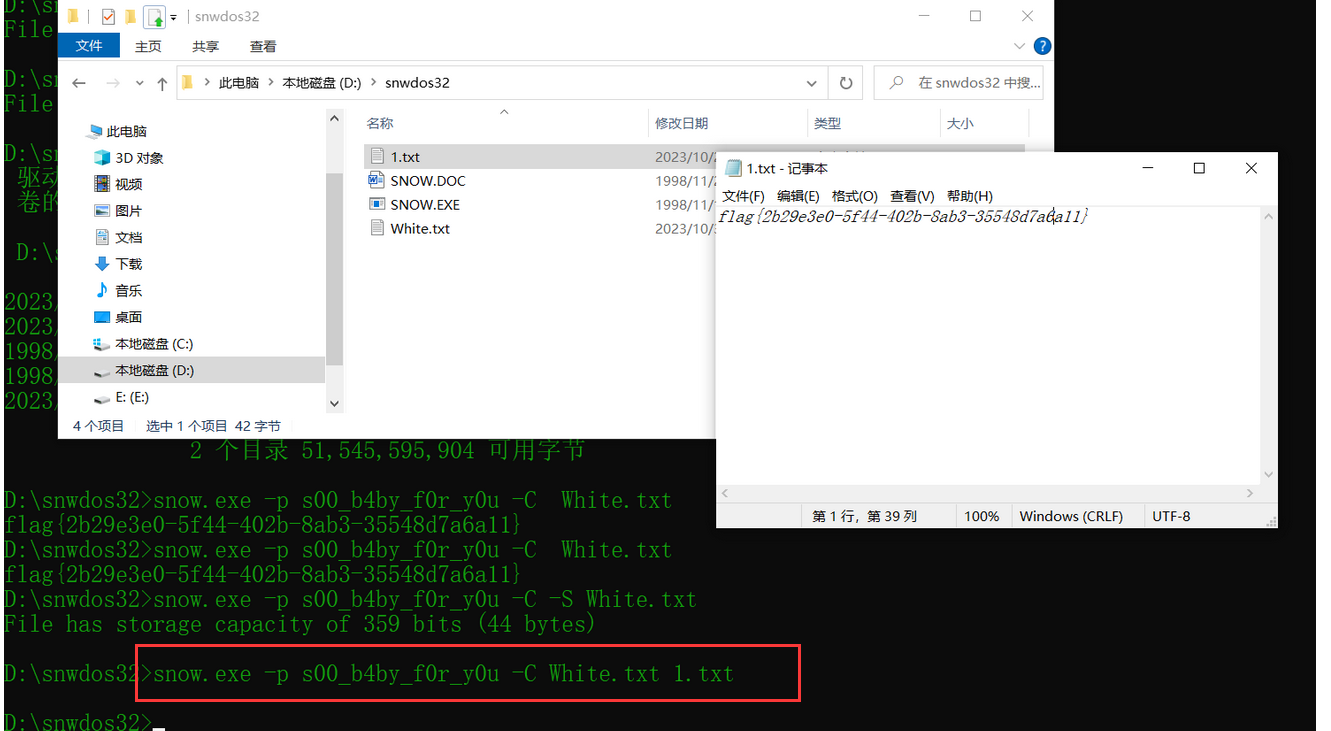 snwdos32
文件 主页 共享 查看
此电脑 本地磁盘 (D:) snwdos32 在 snwdos32 中搜...
名称 修改日期 类型 大小
此电脑
3D 对象
视频
图片
文档
下载
音乐
桌面
本地磁盘 (C:)
本地磁盘 (D:)
E: (E:)
1.txt 2023/10/
SNOW.DOC 1998/11/
SNOW.EXE 1998/11/
White.txt 2023/10/
4 个项目 选中 1 个项目 42 字节
1.txt - 记事本
文件(F) 编辑(E) 格式(O) 查看(V) 帮助(H)
flag{2b29e3e0-5f44-402b-8ab3-35548d7a6a11}
第 1 行，第 39 列 100% Windows (CRLF) UTF-8
D:\sn
File
D:\sn
File
D:\sn
驱动
卷的
D:\s
2023/
2023/
1998/
1998/
2023/
2 个目录 51,545,595,904 可用字节
D:\snwdos32>snow.exe -p s00_b4by_f0r_y0u -C White.txt
flag{2b29e3e0-5f44-402b-8ab3-35548d7a6a11}
D:\snwdos32>snow.exe -p s00_b4by_f0r_y0u -C White.txt
flag{2b29e3e0-5f44-402b-8ab3-35548d7a6a11}
D:\snwdos32>snow.exe -p s00_b4by_f0r_y0u -C -S White.txt
File has storage capacity of 359 bits (44 bytes)
D:\snwdos32>snow.exe -p s00_b4by_f0r_y0u -C White.txt 1.txt
D:\snwdos32>